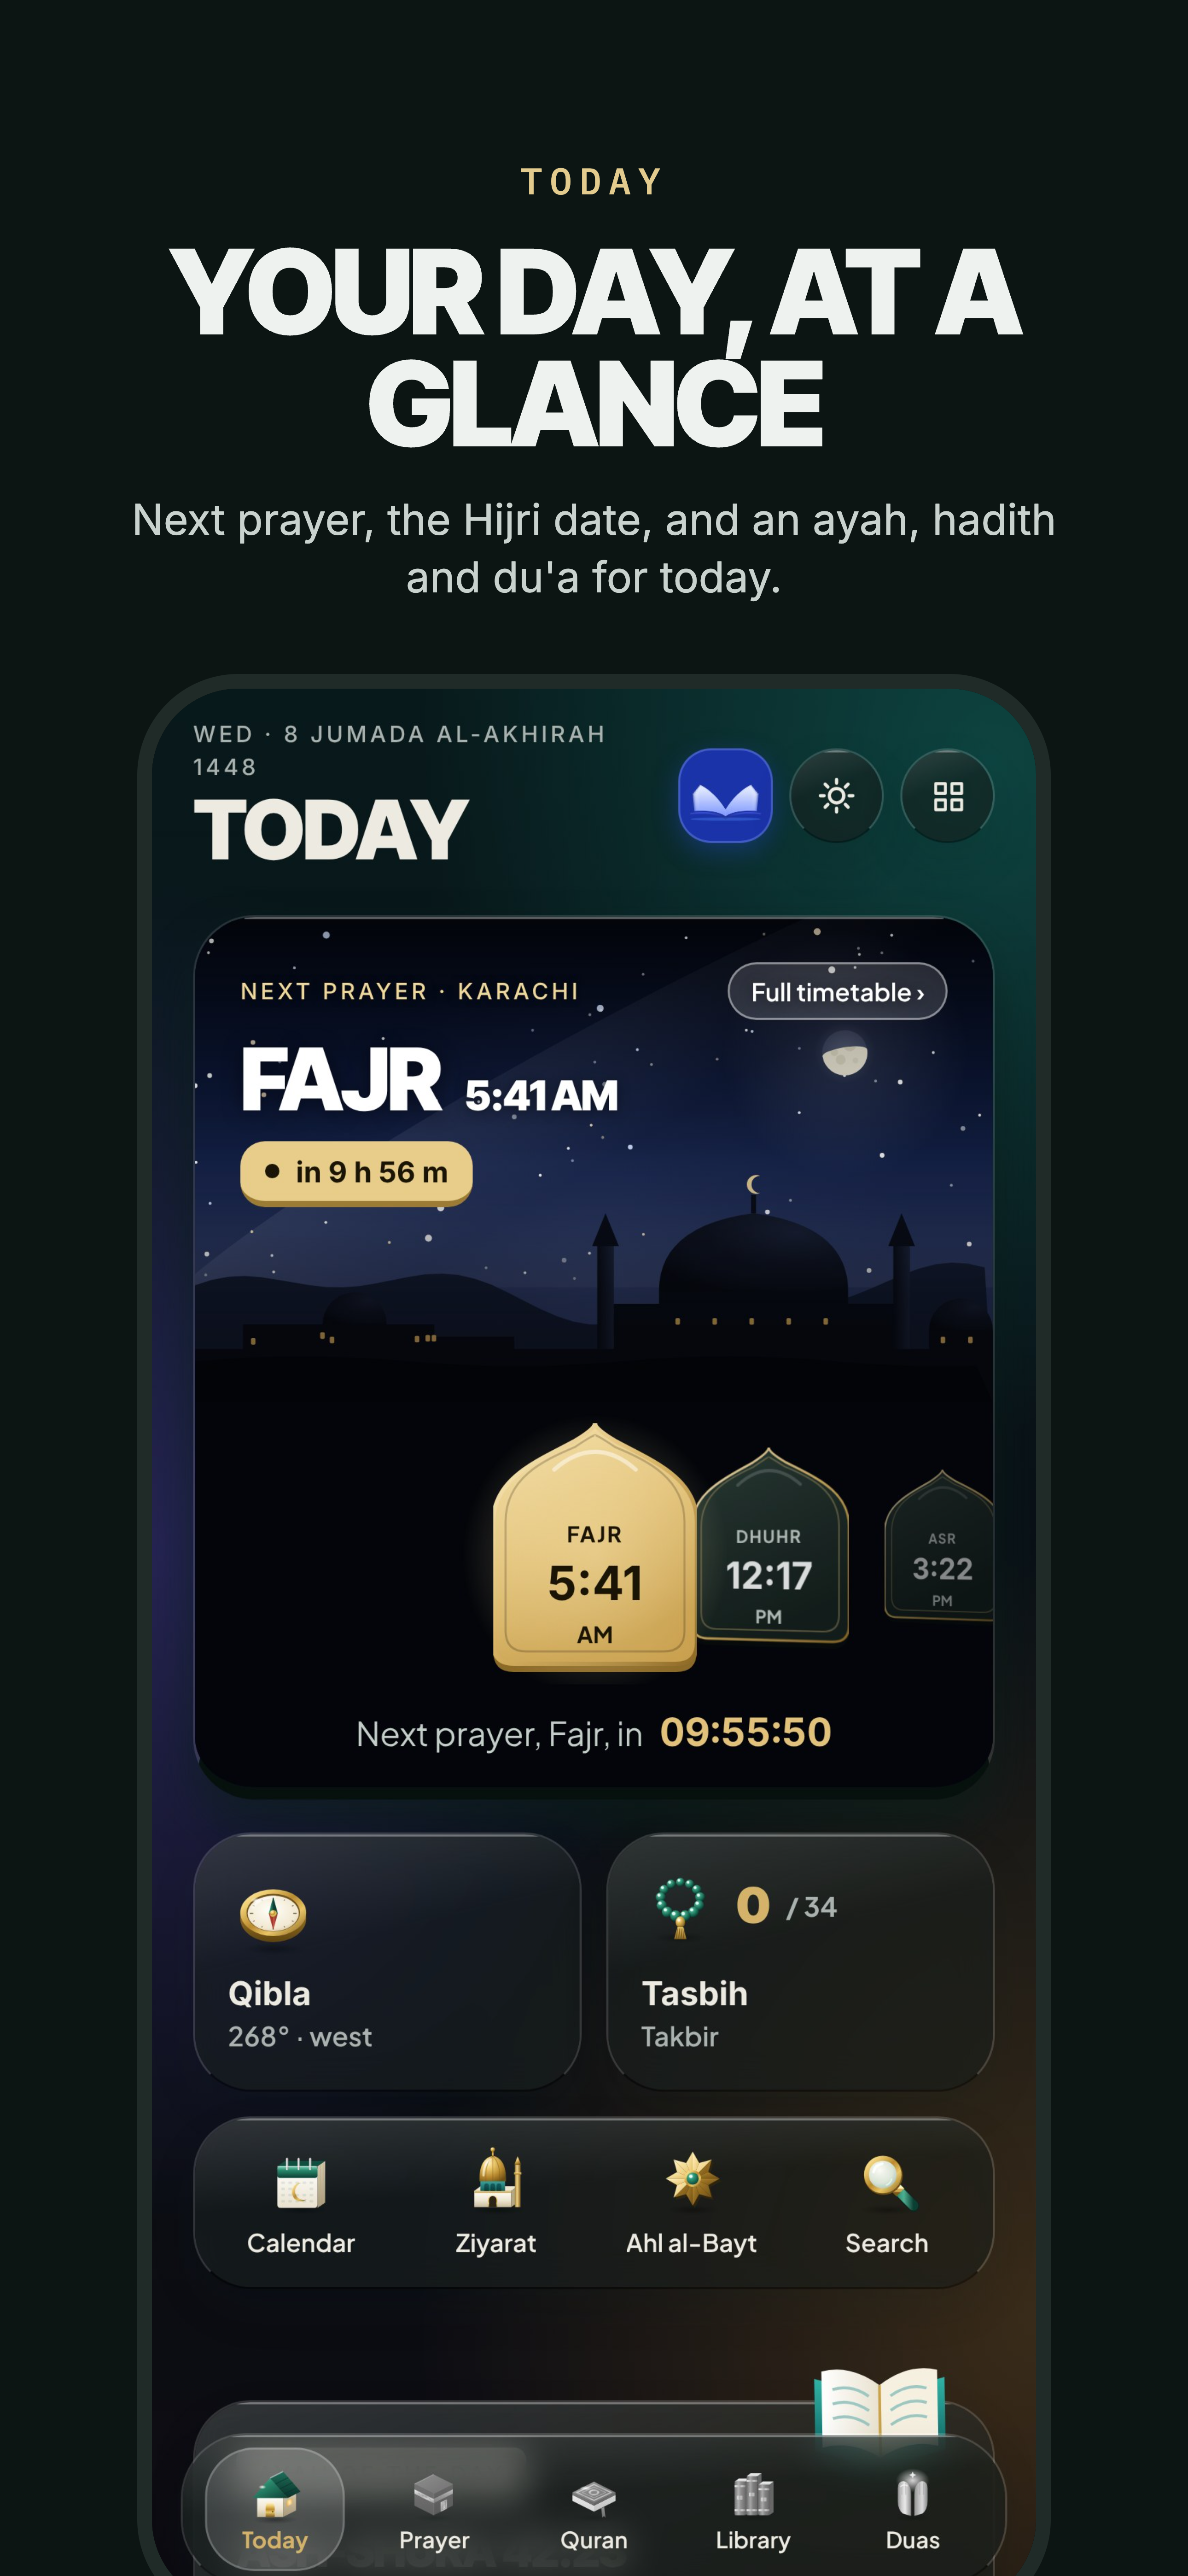 TODAY
YOUR DAY, AT A
GLANCE
Next prayer, the Hijri date, and an ayah, hadith
and du'a for today.
WED · 8 JUMADA AL-AKHIRAH
1448
TODAY
NEXT PRAYER · KARACHI
Full timetable ›
FAJR 5:41 AM
in 9 h 56 m
FAJR
5:41
AM
DHUHR
12:17
PM
ASR
3:22
PM
Next prayer, Fajr, in 09:55:50
Qibla
268° · west
0 / 34
Tasbih
Takbir
Calendar
Ziyarat
Ahl al-Bayt
Search
Today
Prayer
Quran
Library
Duas